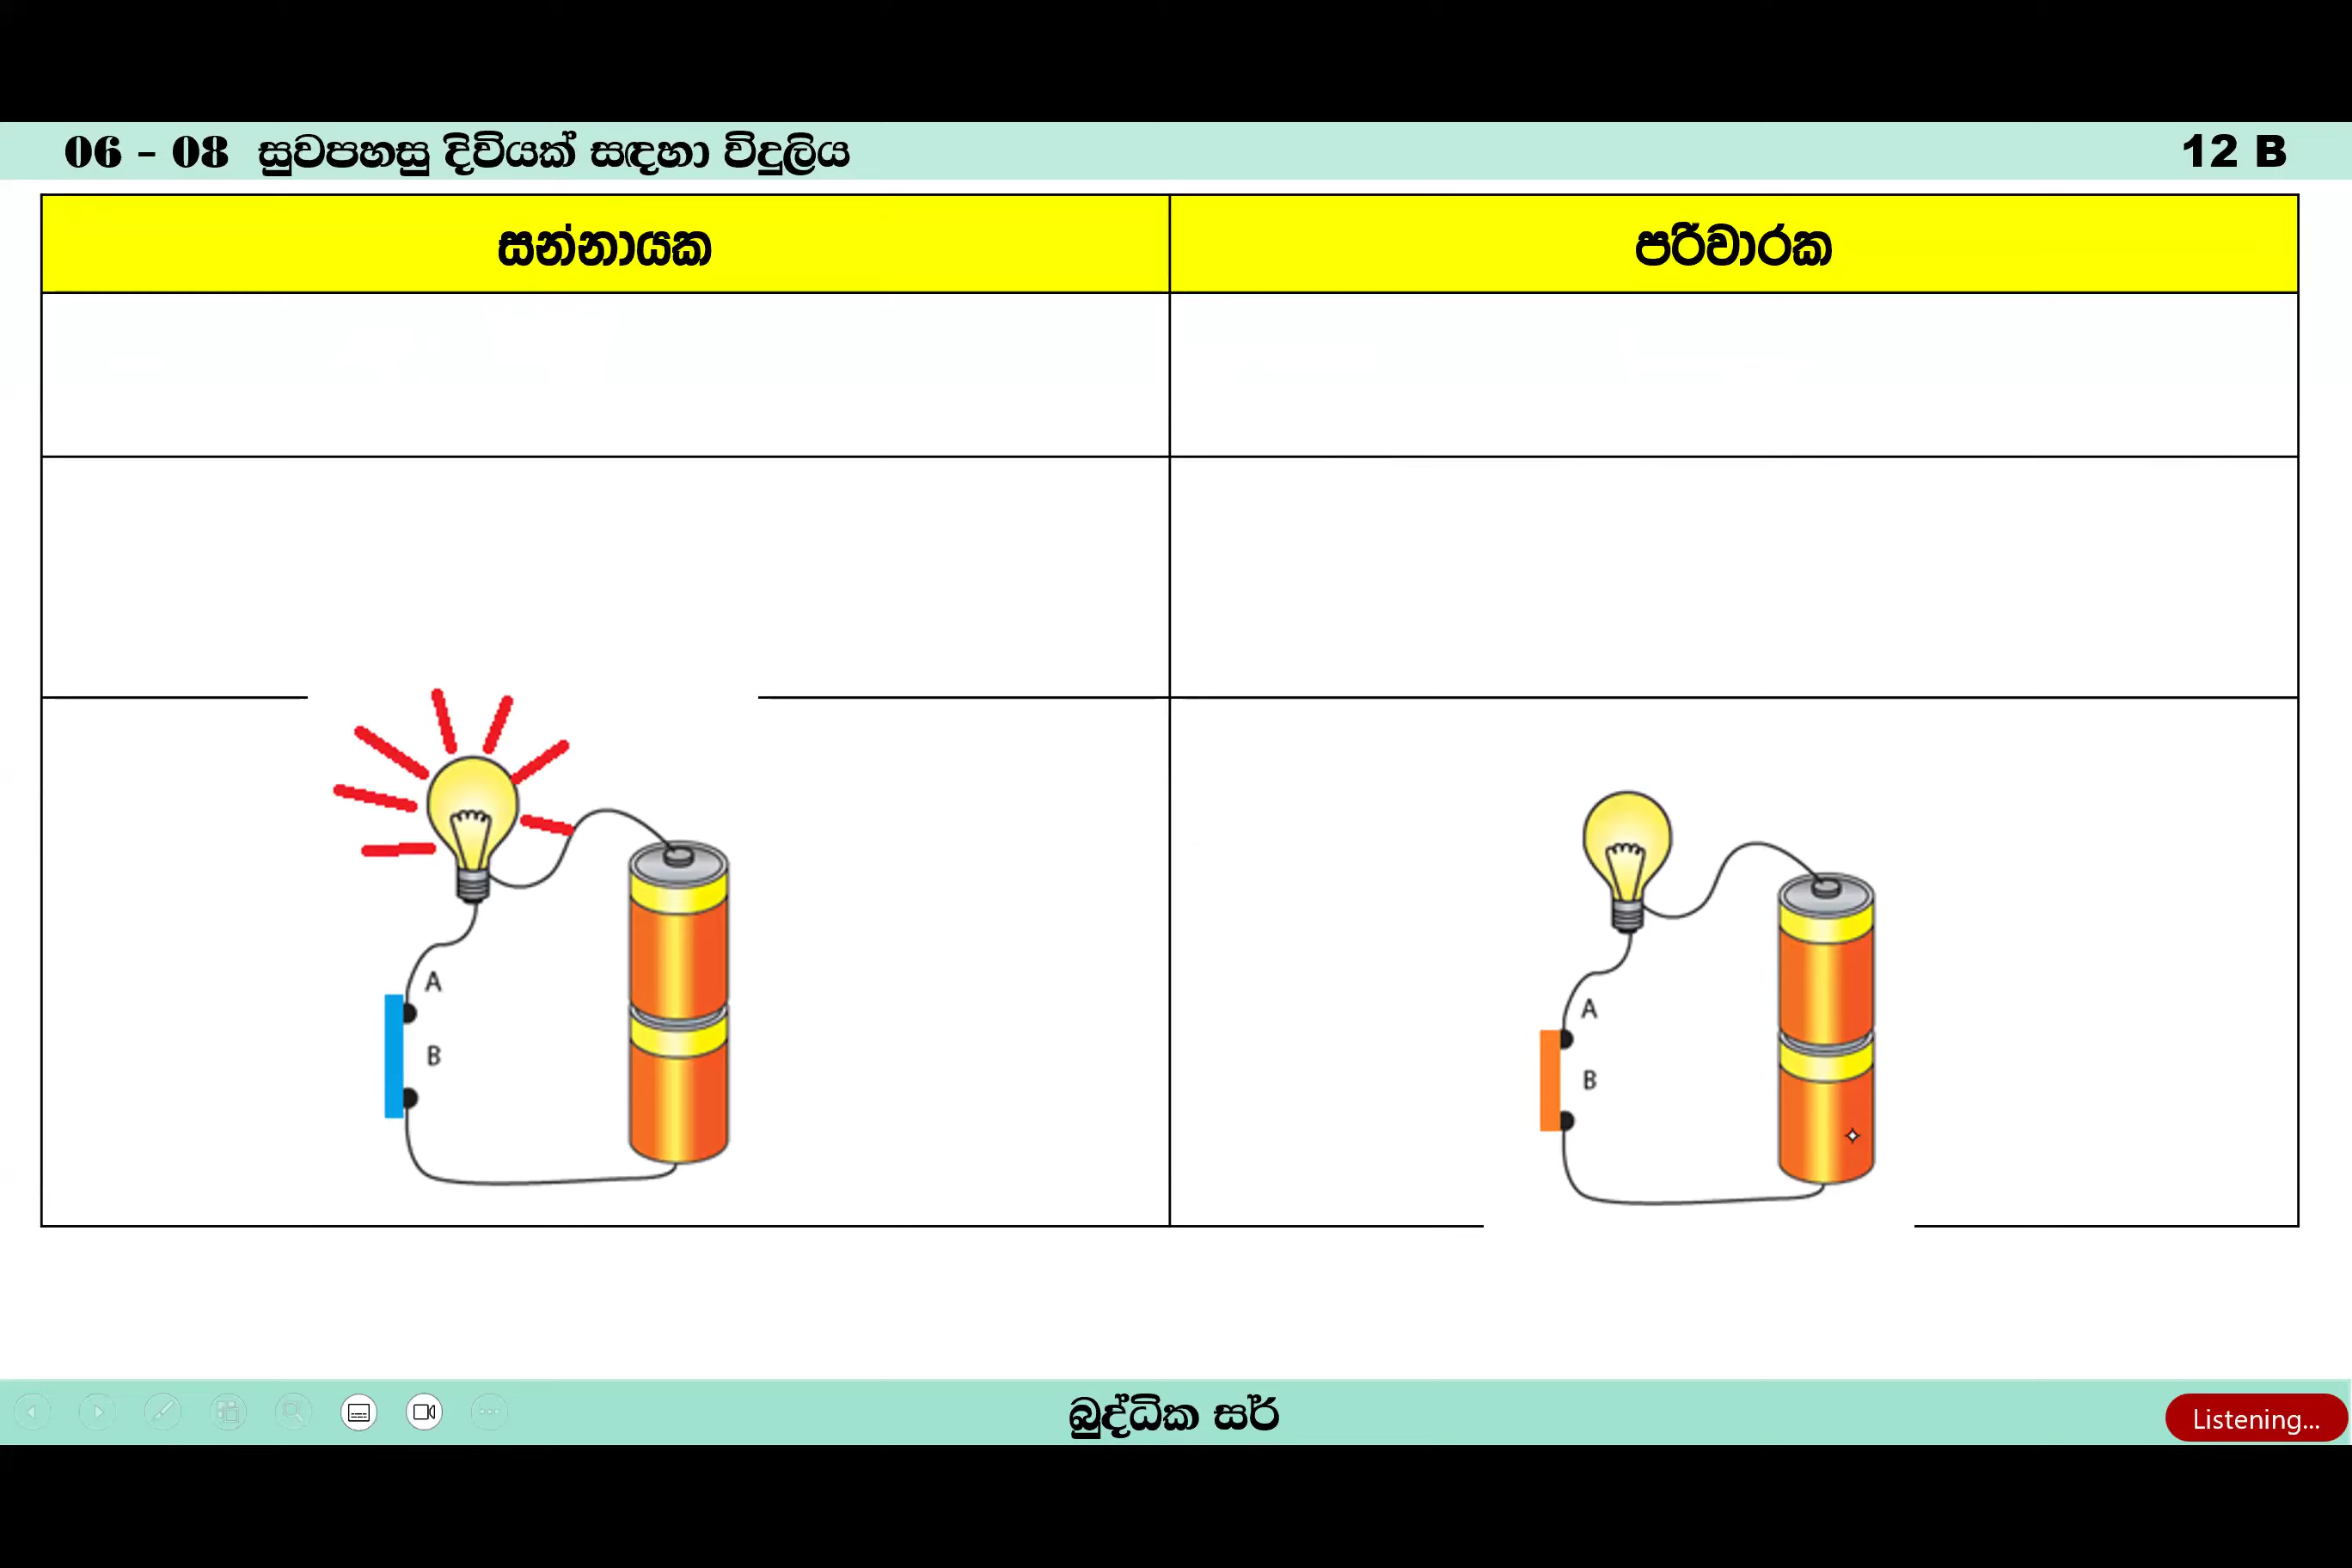 06 - 08 සුවපහසු දිවියක් සඳහා විදුලිය
12 B
සන්නායක
පරිවාරක
A
B
A
B
බුද්ධික සර්
Listening...